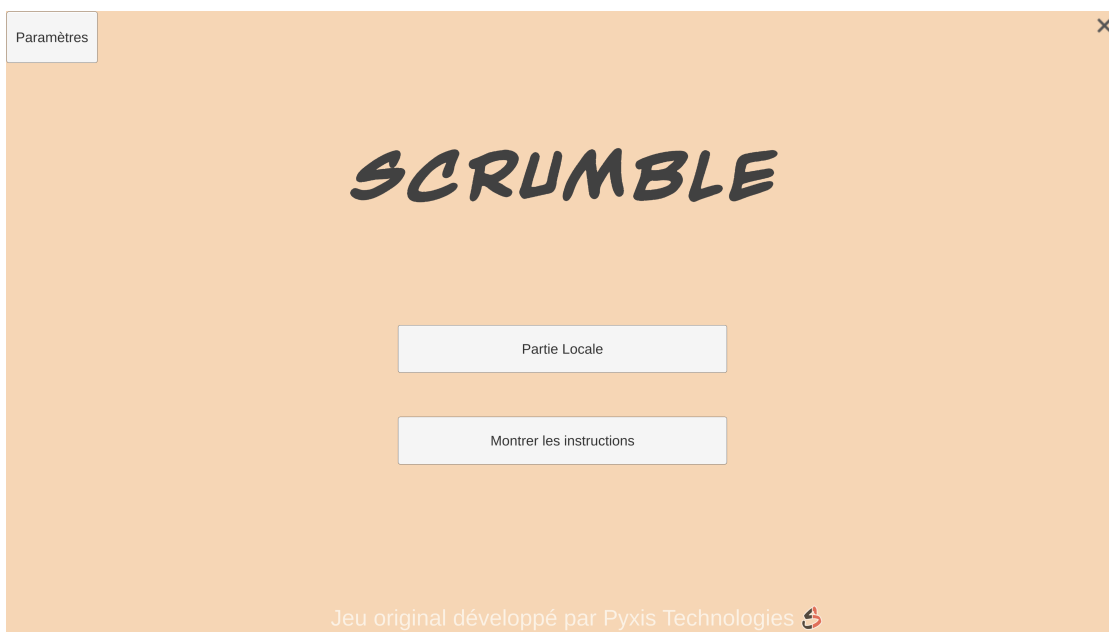 Paramètres
SCRUMBLE
Partie Locale
Montrer les instructions
Jeu original développé par Pyxis Technologies